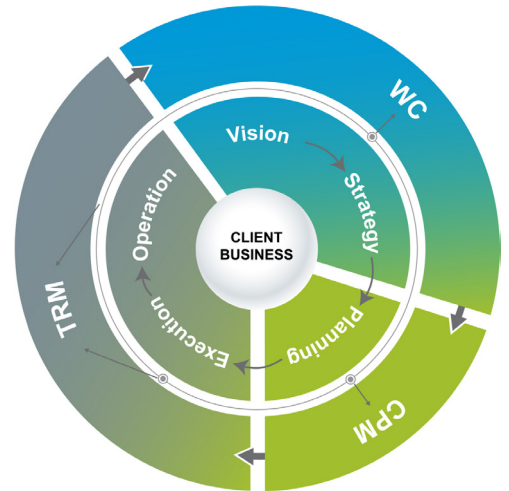 WC
Vision
Strategy
CLIENT
BUSINESS
Operation
Planning
Execution
TRM
CPM